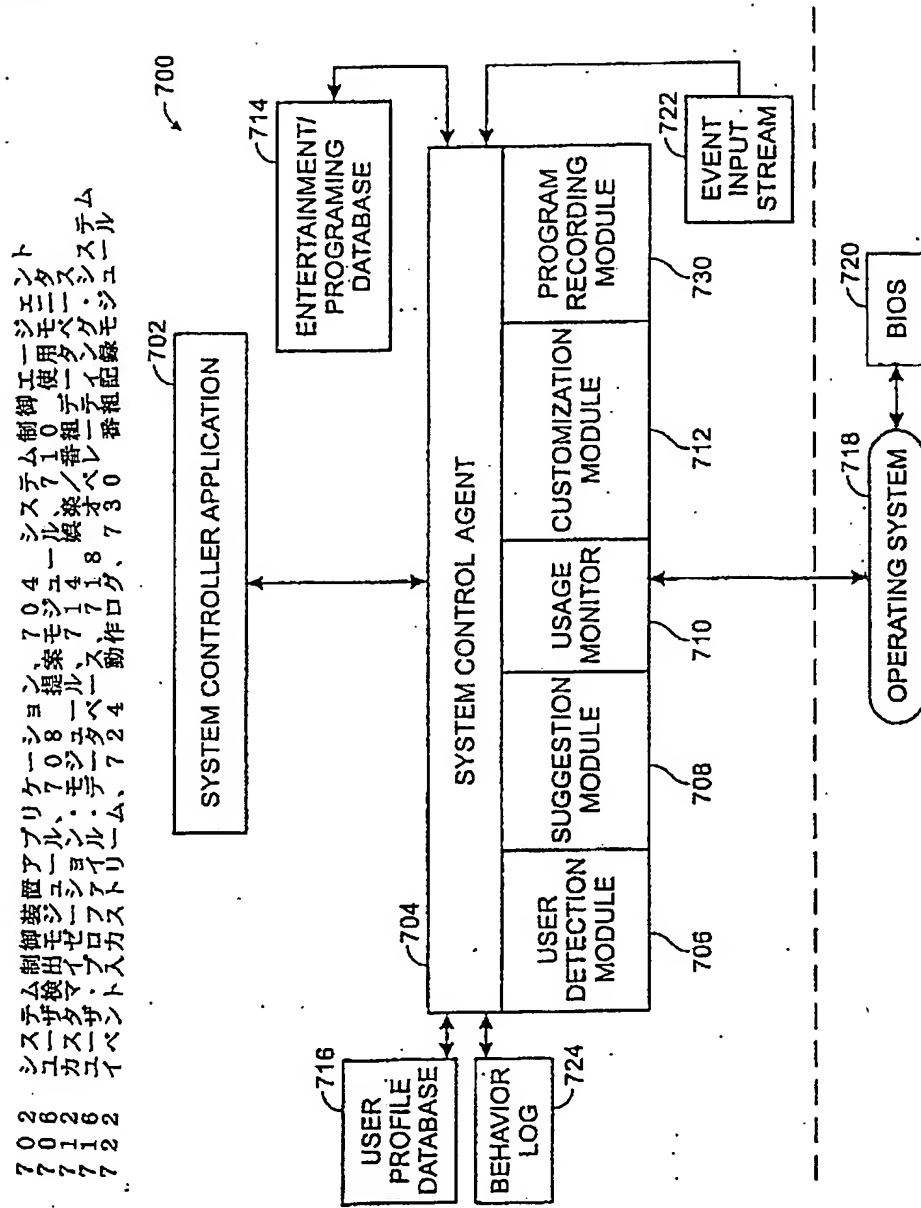 702 システム制御装置アプリケーション、704 システム制御エージェント
706 ユーザ検出モジュール、708 提案モジュール、710 使用モニタ
712 カスタマイゼーション・モジュール、714 娯楽/番組データベース
716 ユーザ・プロファイル・データベース、718 オペレーティング・システム
722 イベント入力ストリーム、724 動作ログ、730 番組記録モジュール
700
702
SYSTEM CONTROLLER APPLICATION
714
ENTERTAINMENT/
PROGRAMING
DATABASE
716
USER
PROFILE
DATABASE
724
BEHAVIOR
LOG
704
SYSTEM CONTROL AGENT
USER
DETECTION
MODULE
SUGGESTION
MODULE
USAGE
MONITOR
CUSTOMIZATION
MODULE
PROGRAM
RECORDING
MODULE
706
708
710
712
730
722
EVENT
INPUT
STREAM
718
OPERATING SYSTEM
720
BIOS